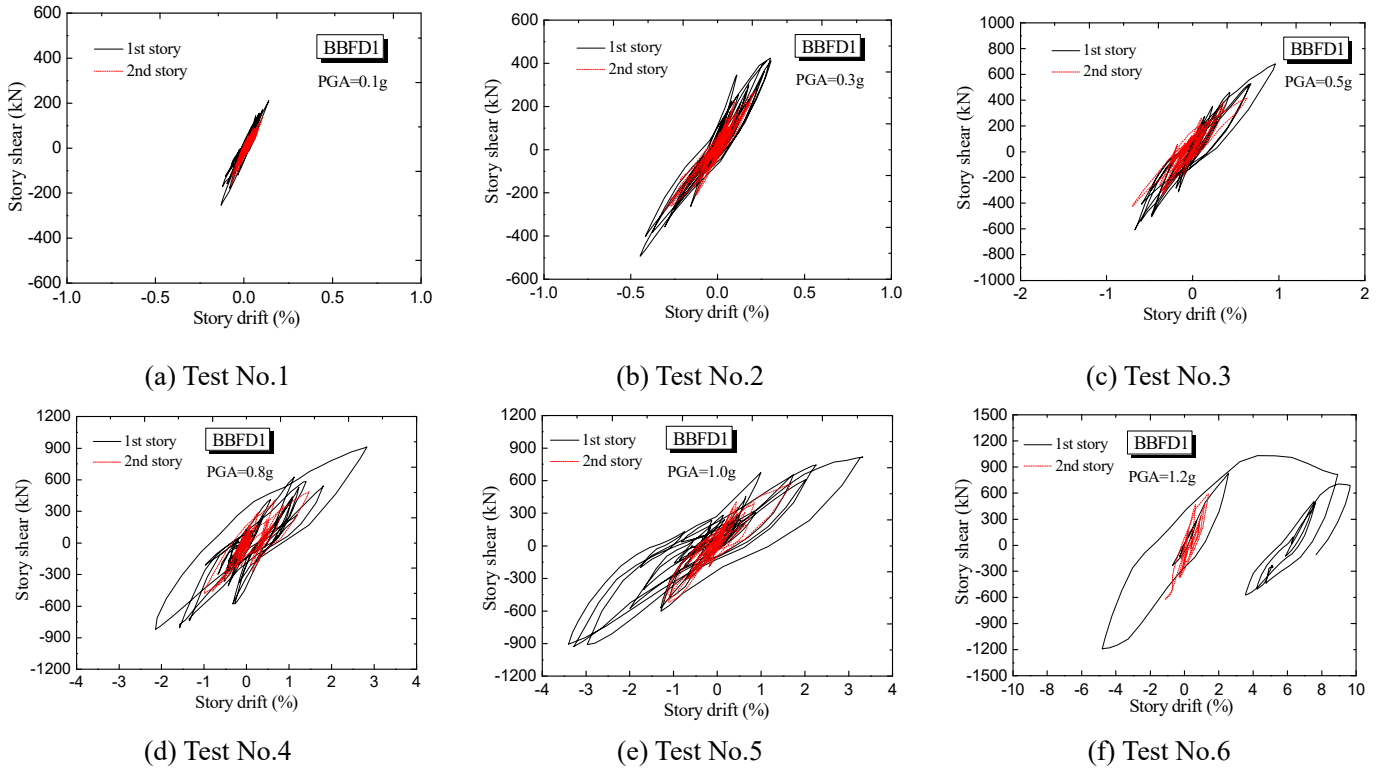 600
400
200
0
-200
-400
-600
-1.0 -0.5 0.0 0.5 1.0
Story shear (kN)
Story drift (%)
1st story
2nd story
BBFD1
PGA=0.1g
(a) Test No.1
600
400
200
0
-200
-400
-600
-1.0 -0.5 0.0 0.5 1.0
Story shear (kN)
Story drift (%)
1st story
2nd story
BBFD1
PGA=0.3g
(b) Test No.2
1000
800
600
400
200
0
-200
-400
-600
-800
-1000
-2 -1 0 1 2
Story shear (kN)
Story drift (%)
1st story
2nd story
BBFD1
PGA=0.5g
(c) Test No.3
1200
900
600
300
0
-300
-600
-900
-1200
-4 -3 -2 -1 0 1 2 3 4
Story shear (kN)
Story drift (%)
1st story
2nd story
BBFD1
PGA=0.8g
(d) Test No.4
1200
900
600
300
0
-300
-600
-900
-1200
-4 -3 -2 -1 0 1 2 3 4
Story shear (kN)
Story drift (%)
1st story
2nd story
BBFD1
PGA=1.0g
(e) Test No.5
1500
1200
900
600
300
0
-300
-600
-900
-1200
-1500
-10 -8 -6 -4 -2 0 2 4 6 8 10
Story shear (kN)
Story drift (%)
1st story
2nd story
BBFD1
PGA=1.2g
(f) Test No.6